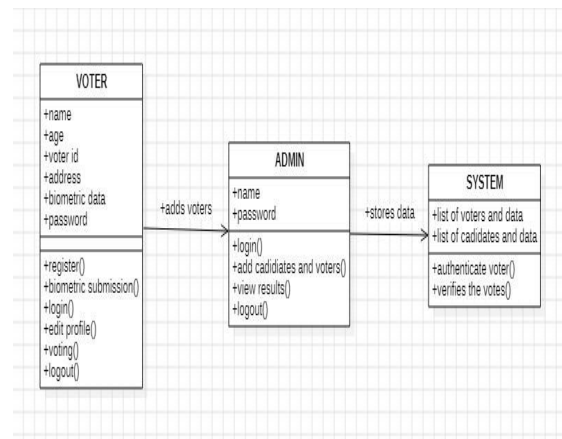 VOTER
+name
+age
+voter id
+address
+biometric data
+password
+register()
+biometric submission()
+login()
+edit profile()
+voting()
+logout()
+adds voters
ADMIN
+name
+password
+login()
+add cadidiates and voters()
+view results()
+logout()
+stores data
SYSTEM
+list of voters and data
+list of cadidates and data
+authenticate voter()
+verifies the votes()